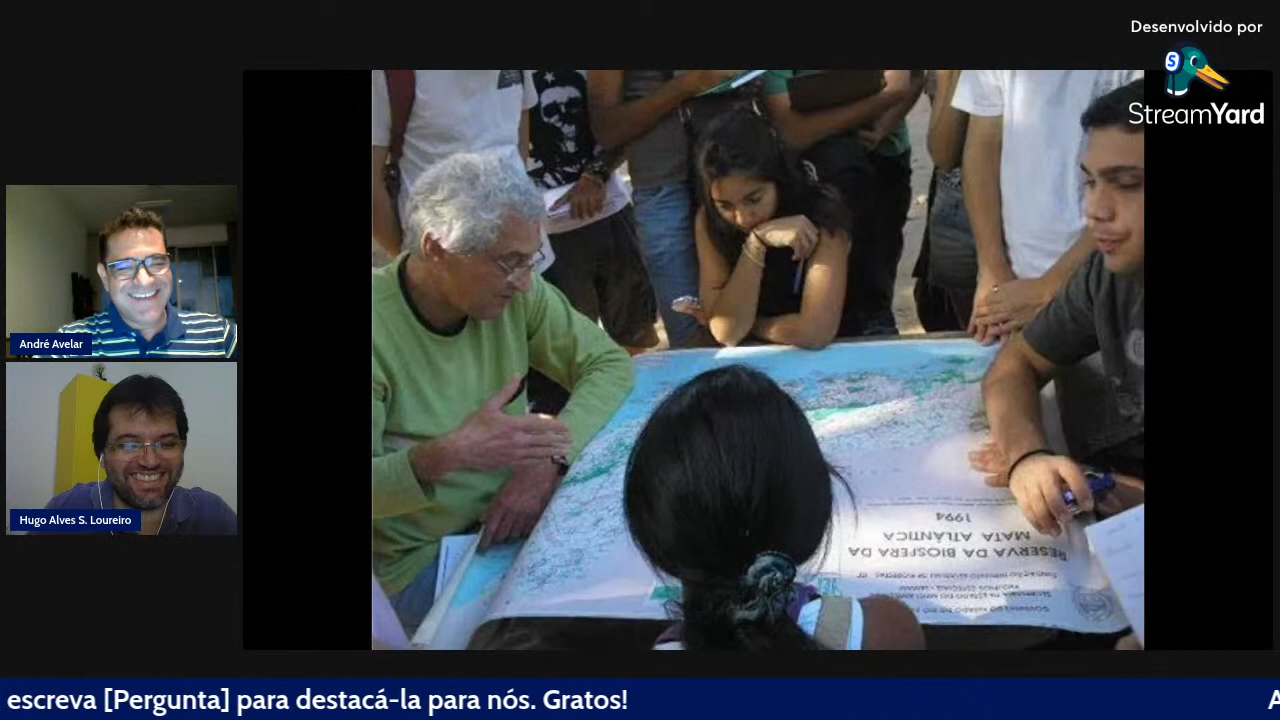 Desenvolvido por
StreamYard
André Avelar
Hugo Alves S. Loureiro
1994
MATA ATLÂNTICA
RESERVA DA BIOSFERA DA
escreva [Pergunta] para destacá-la para nós. Gratos!
A